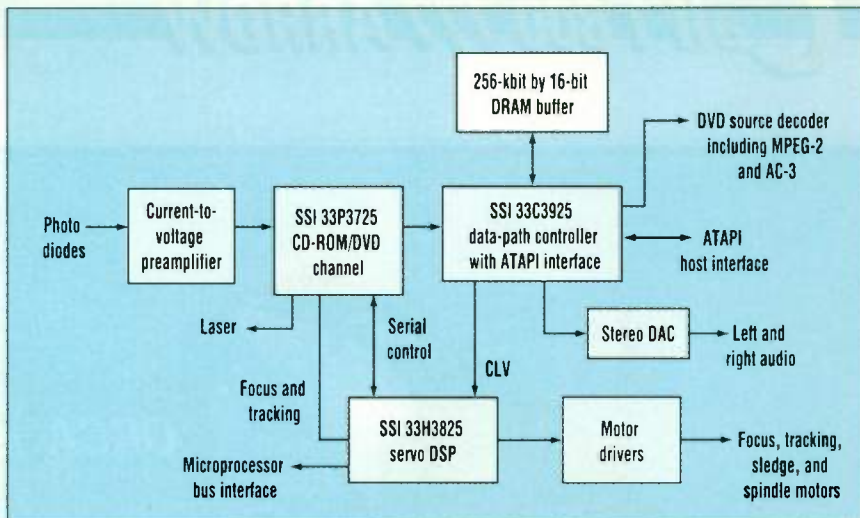 256-kbit by 16-bit
DRAM buffer
DVD source decoder
including MPEG-2
and AC-3
Photo
diodes
Current-to-
voltage
preamplifier
SSI 33P3725
CD-ROM/DVD
channel
SSI 33C3925
data-path controller
with ATAPI interface
ATAPI
host interface
Laser
Serial
control
Stereo DAC
Left and
right audio
Focus and
tracking
CLV
SSI 33H3825
servo DSP
Motor
drivers
Microprocessor
bus interface
Focus, tracking,
sledge, and
spindle motors